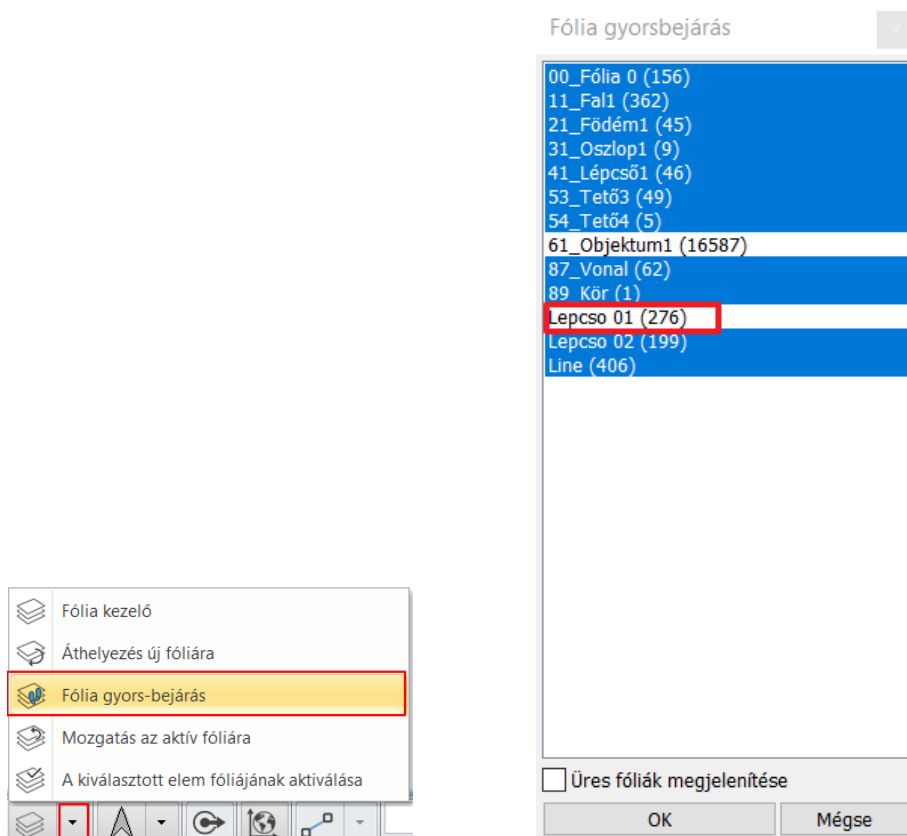 Fólia gyorsbejárás
00_Fólia 0 (156)
11_Fal1 (362)
21_Födém1 (45)
31_Oszlop1 (9)
41_Lépcső1 (46)
53_Tető3 (49)
54_Tető4 (5)
61_Objektum1 (16587)
87_Vonal (62)
89_Kör (1)
Lepcso 01 (276)
Lepcso 02 (199)
Line (406)
Üres fóliák megjelenítése
OK
Mégse
Fólia kezelő
Áthelyezés új fóliára
Fólia gyors-bejárás
Mozgatás az aktív fóliára
A kiválasztott elem fóliájának aktiválása